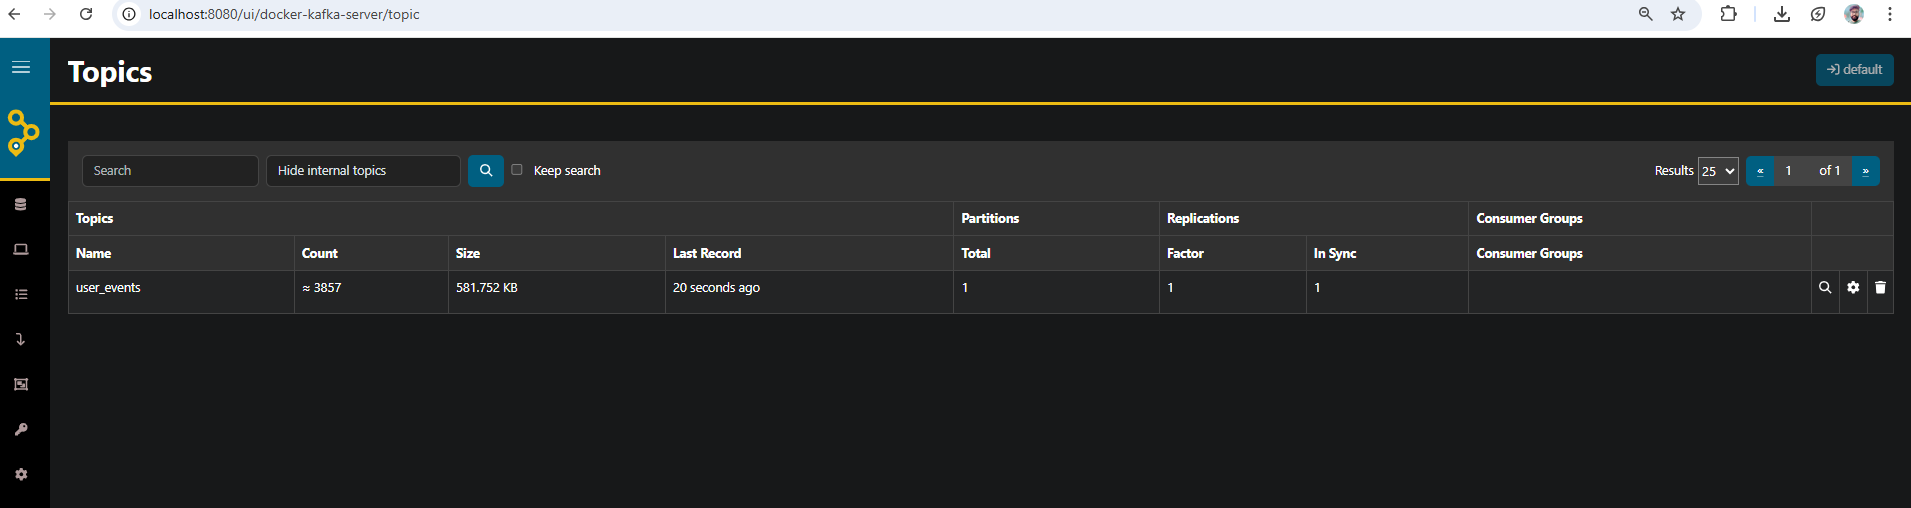 localhost:8080/ui/docker-kafka-server/topic
Topics
default
Search Hide internal topics Keep search Results 25 « 1 of 1 »
Topics Partitions Replications Consumer Groups
Name Count Size Last Record Total Factor In Sync Consumer Groups
user_events ≈ 3857 581.752 KB 20 seconds ago 1 1 1